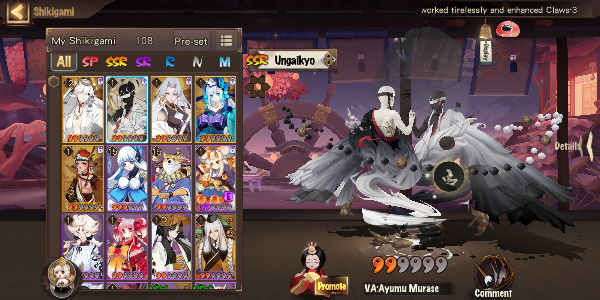 Shikigami
worked tirelessly and enhanced Claws·3
My Shikigami 108 Pre-set
All SP SSR SR R N M
SSR Ungaikyo
Display
Details
Promote
VA:Ayumu Murase
Comment